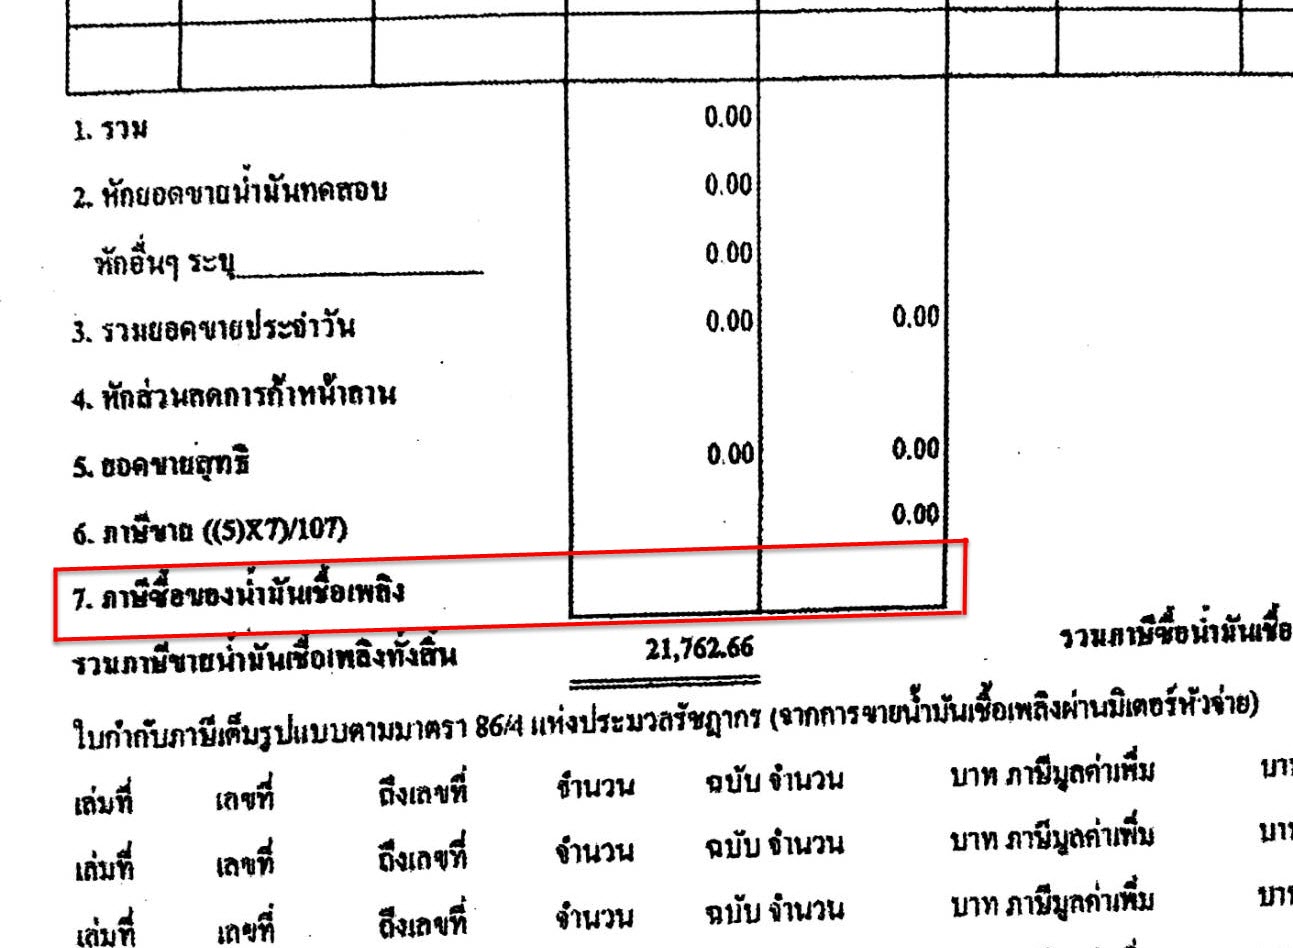 1. รวม 0.00
2. หักยอดขายน้ำมันทดสอบ 0.00
หักอื่นๆ ระบุ 0.00
3. รวมยอดขายประจำวัน 0.00 0.00
4. หักส่วนลดการค้าหน้าลาน
5. ยอดขายสุทธิ 0.00 0.00
6. ภาษีขาย ((5)X7)/107) 0.00
7. ภาษีซื้อของน้ำมันเชื้อเพลิง
รวมภาษีขายน้ำมันเชื้อเพลิงทั้งสิ้น 21,762.66 รวมภาษีซื้อน้ำมันเชื้อ
ใบกำกับภาษีเต็มรูปแบบตามมาตรา 86/4 แห่งประมวลรัษฎากร (จากการขายน้ำมันเชื้อเพลิงผ่านมิเตอร์หัวจ่าย)
เล่มที่ เลขที่ ถึงเลขที่ จำนวน ฉบับ จำนวน บาท ภาษีมูลค่าเพิ่ม บา
เล่มที่ เลขที่ ถึงเลขที่ จำนวน ฉบับ จำนวน บาท ภาษีมูลค่าเพิ่ม บา
เล่มที่ เลขที่ ถึงเลขที่ จำนวน ฉบับ จำนวน บาท ภาษีมูลค่าเพิ่ม บา